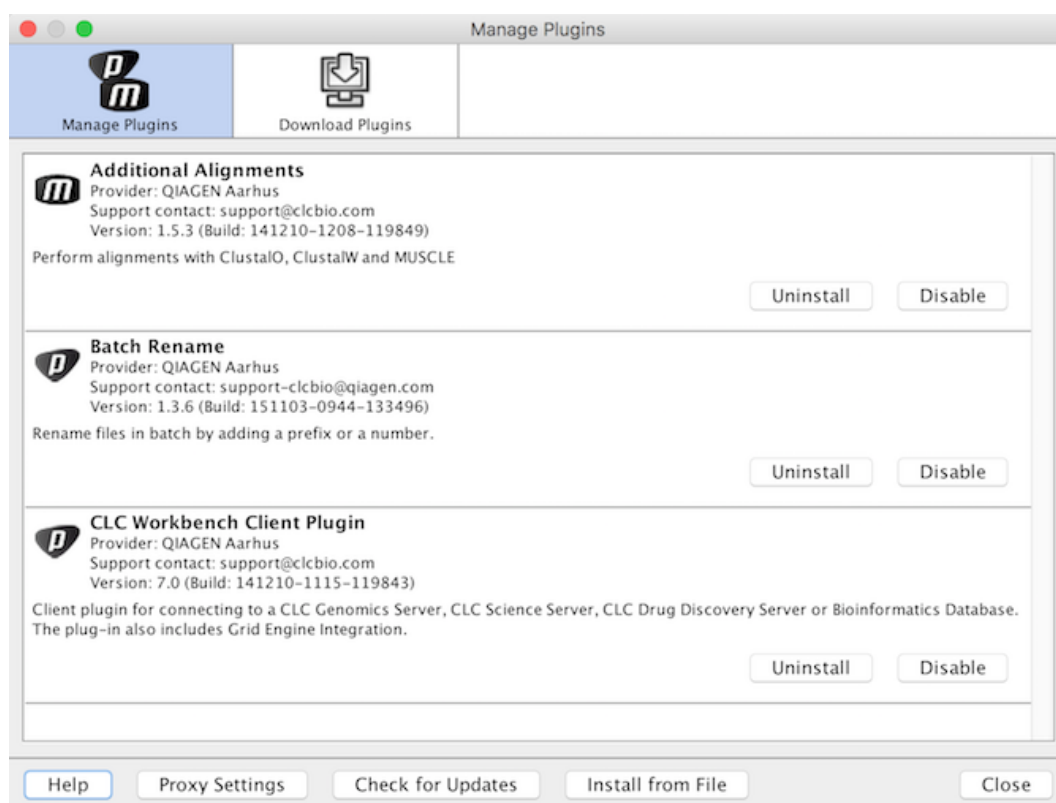 Manage Plugins
Manage Plugins
Download Plugins
Additional Alignments
Provider: QIAGEN Aarhus
Support contact: support@clcbio.com
Version: 1.5.3 (Build: 141210-1208-119849)
Perform alignments with ClustalO, ClustalW and MUSCLE
Uninstall
Disable
Batch Rename
Provider: QIAGEN Aarhus
Support contact: support-clcbio@qiagen.com
Version: 1.3.6 (Build: 151103-0944-133496)
Rename files in batch by adding a prefix or a number.
Uninstall
Disable
CLC Workbench Client Plugin
Provider: QIAGEN Aarhus
Support contact: support@clcbio.com
Version: 7.0 (Build: 141210-1115-119843)
Client plugin for connecting to a CLC Genomics Server, CLC Science Server, CLC Drug Discovery Server or Bioinformatics Database.
The plug-in also includes Grid Engine Integration.
Uninstall
Disable
Help
Proxy Settings
Check for Updates
Install from File
Close